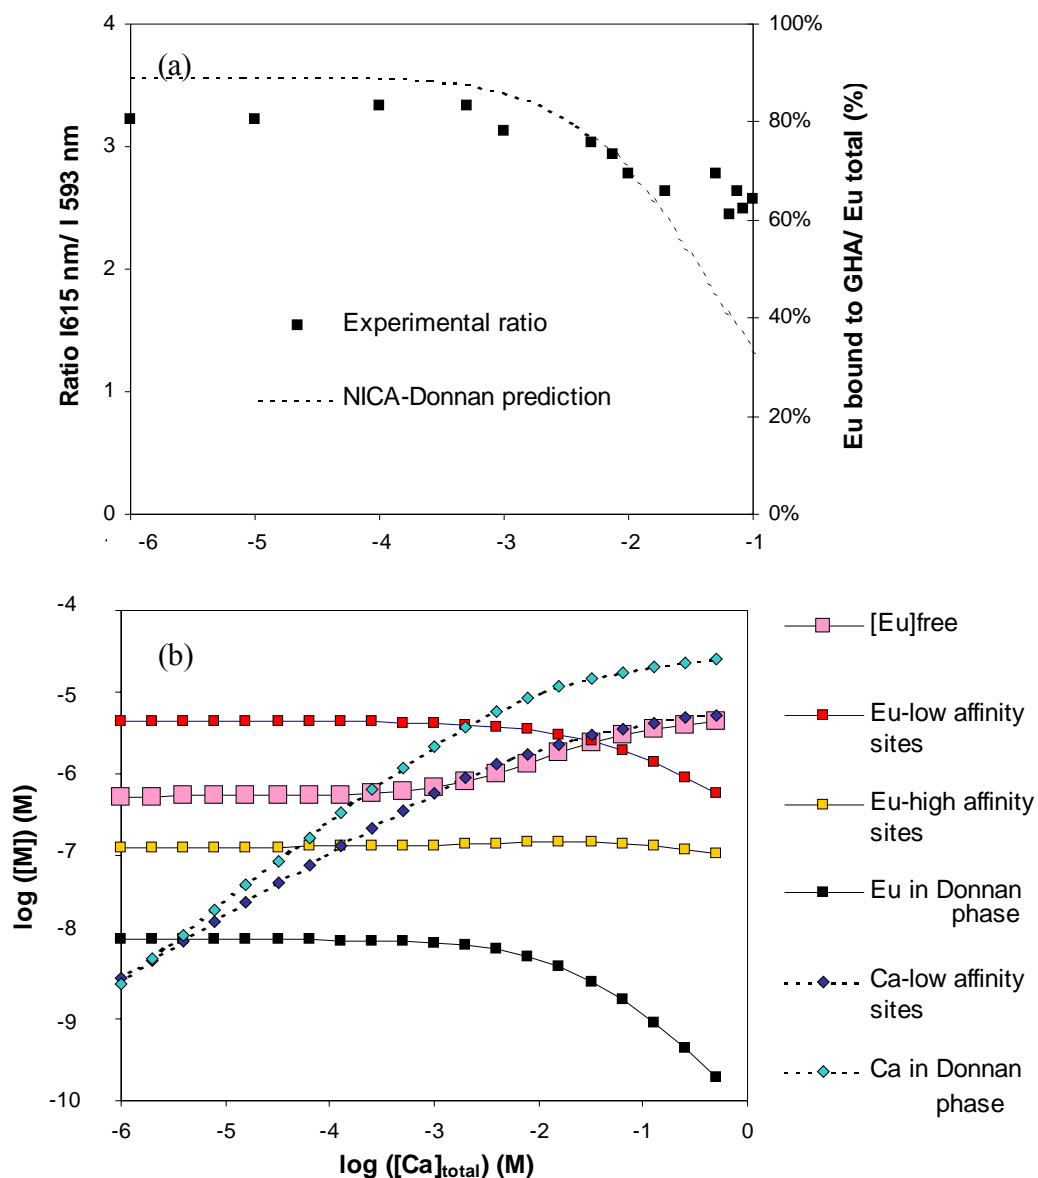 4
3
2
1
0
Ratio I615 nm/ I 593 nm
(a)
Experimental ratio
NICA-Donnan prediction
100%
80%
60%
40%
20%
0%
Eu bound to GHA/ Eu total (%)
-6
-5
-4
-3
-2
-1
-4
-5
-6
-7
-8
-9
-10
log ([M]) (M)
(b)
-6
-5
-4
-3
-2
-1
0
log ([Ca]total) (M)
[Eu]free
Eu-low affinity
sites
Eu-high affinity
sites
Eu in Donnan
phase
Ca-low affinity
sites
Ca in Donnan
phase